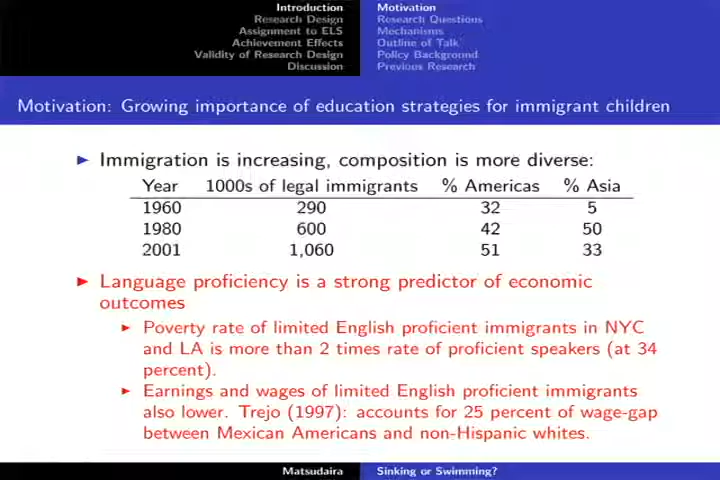 Introduction
Research Design
Assignment to ELS
Achievement Effects
Validity of Research Design
Discussion
Motivation
Research Questions
Mechanisms
Outline of Talk
Policy Background
Previous Research
Motivation: Growing importance of education strategies for immigrant children
Immigration is increasing, composition is more diverse:
Year 1000s of legal immigrants % Americas % Asia
1960 290 32 5
1980 600 42 50
2001 1,060 51 33
Language proficiency is a strong predictor of economic
outcomes
Poverty rate of limited English proficient immigrants in NYC
and LA is more than 2 times rate of proficient speakers (at 34
percent).
Earnings and wages of limited English proficient immigrants
also lower. Trejo (1997): accounts for 25 percent of wage-gap
between Mexican Americans and non-Hispanic whites.
Matsudaira Sinking or Swimming?